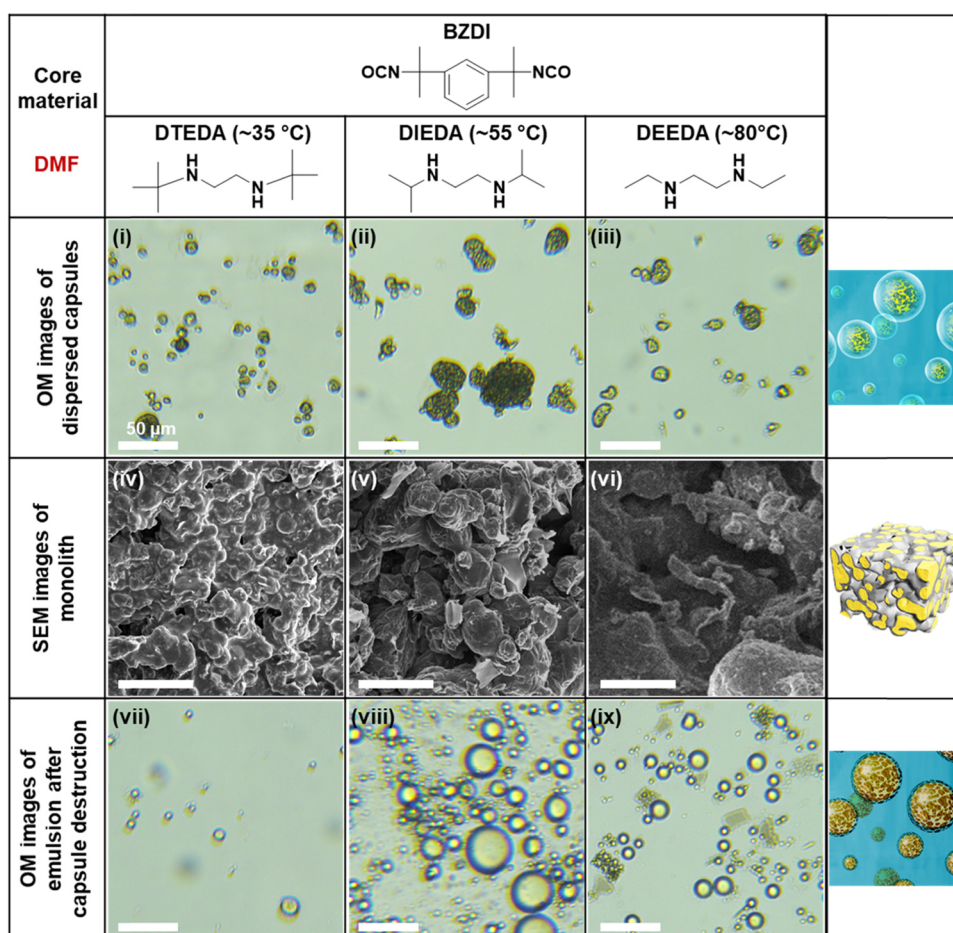 Core
material
DMF
BZDI
OCN
NCO
DTEDA (~35 °C)
H
N
N
H
DIEDA (~55 °C)
H
N
N
H
DEEDA (~80°C)
H
N
N
H
OM images of
dispersed capsules
(i)
50 µm
(ii)
(iii)
SEM images of
monolith
(iv)
(v)
(vi)
OM images of
emulsion after
capsule destruction
(vii)
(viii)
(ix)